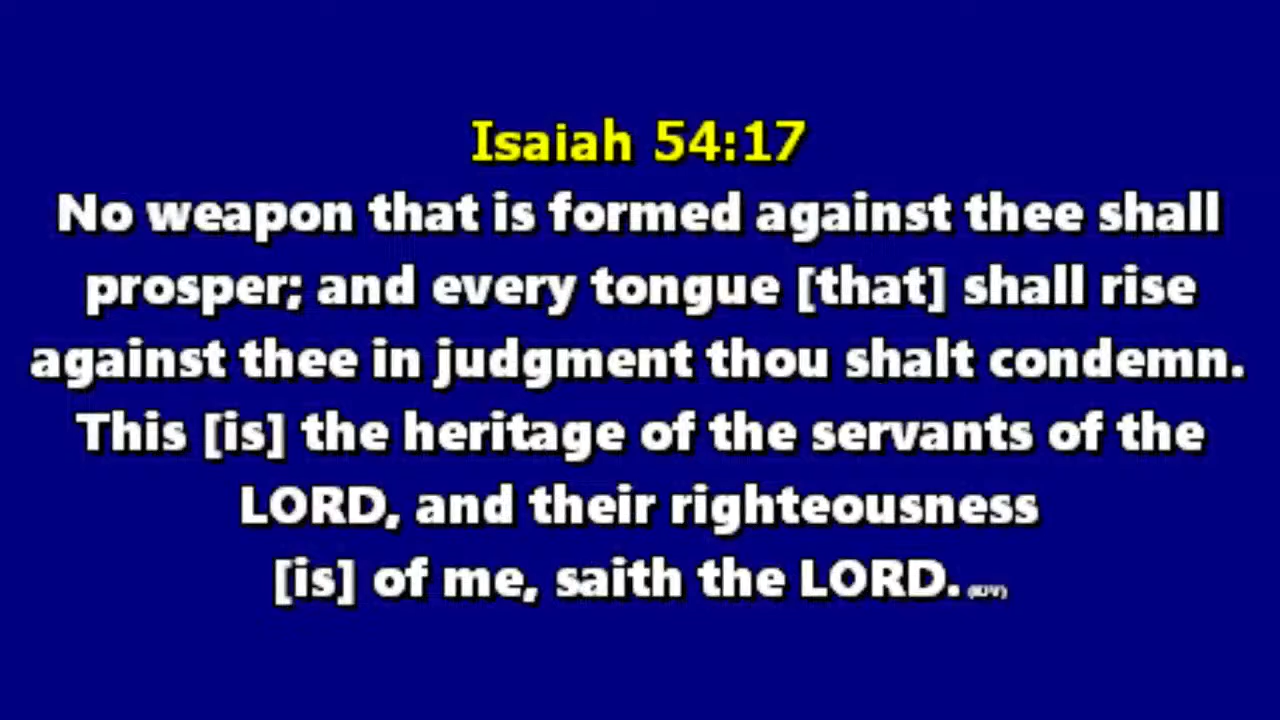 Isaiah 54:17
No weapon that is formed against thee shall
prosper; and every tongue [that] shall rise
against thee in judgment thou shalt condemn.
This [is] the heritage of the servants of the
LORD, and their righteousness
[is] of me, saith the LORD. (KJV)